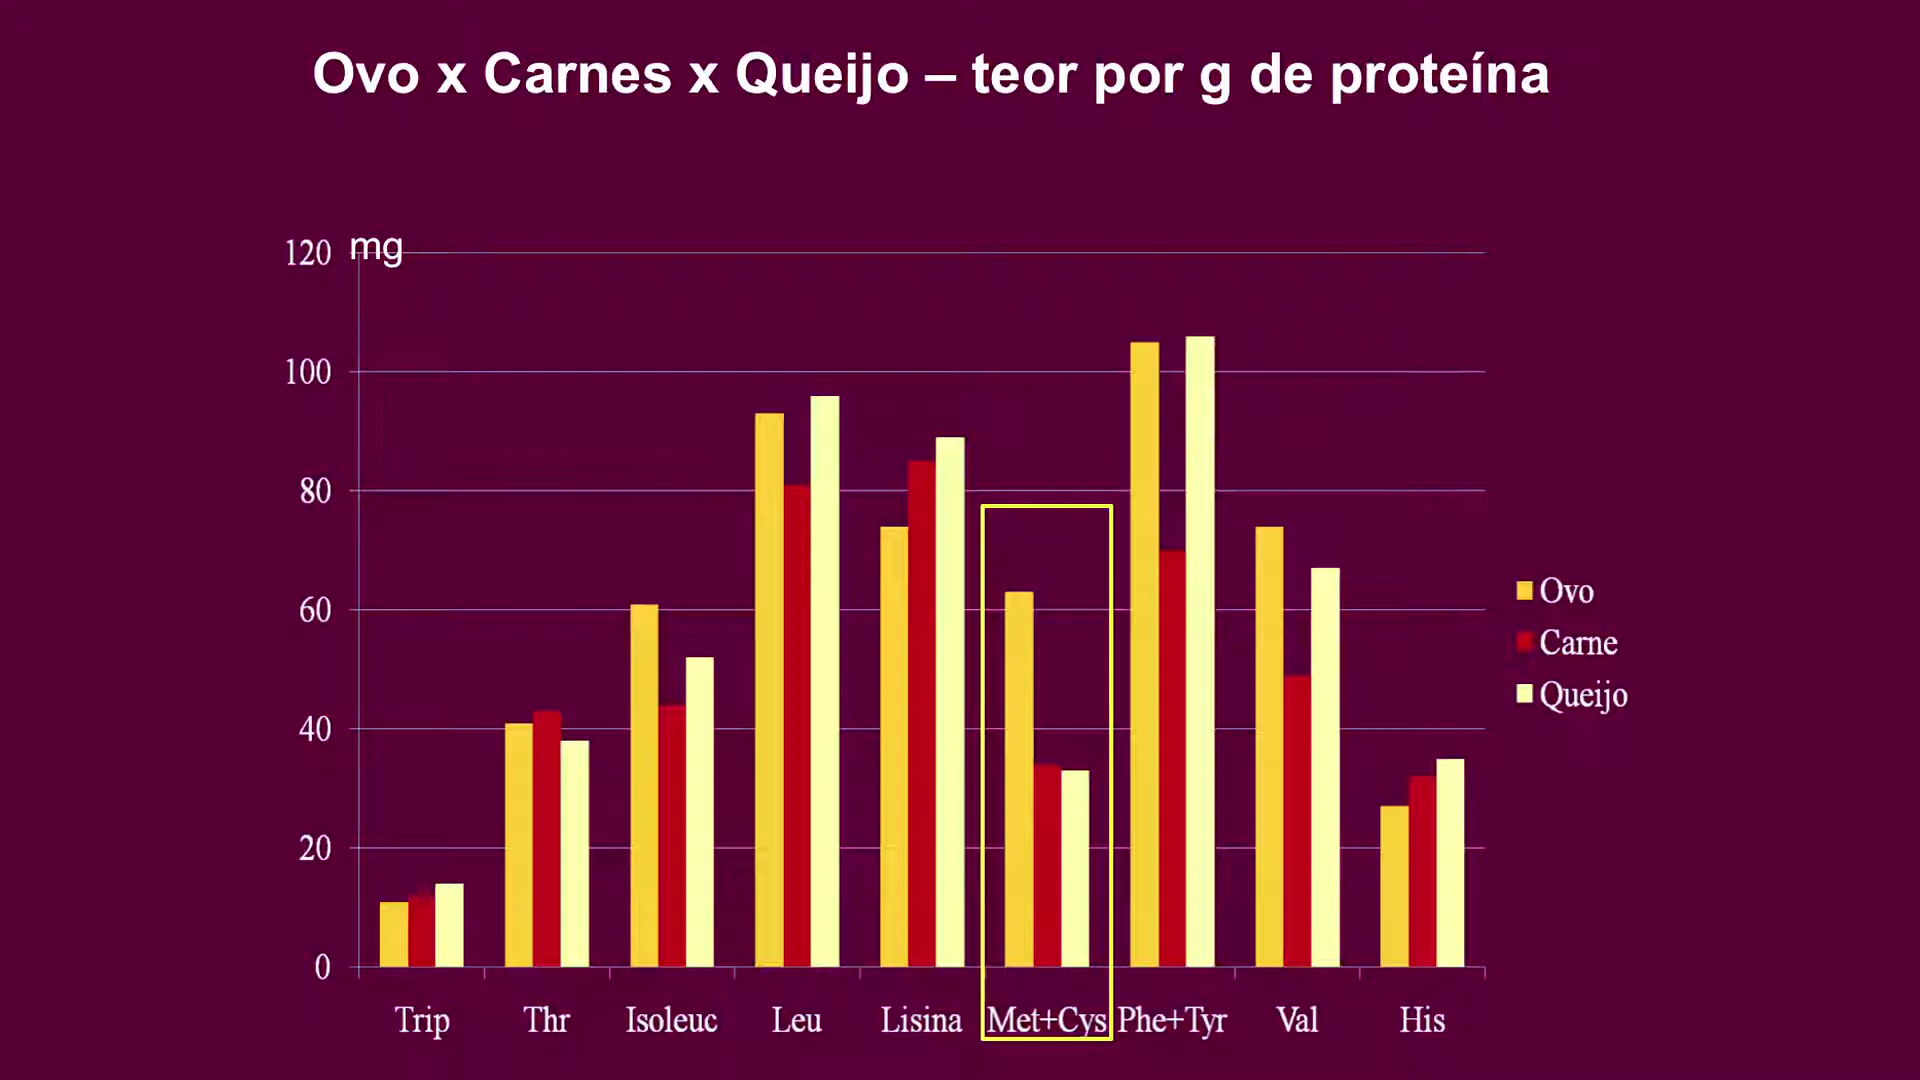 Ovo x Carnes x Queijo – teor por g de proteína
mg
120
100
80
60
40
20
0
Trip Thr Isoleuc Leu Lisina Met+Cys Phe+Tyr Val His
Ovo
Carne
Queijo